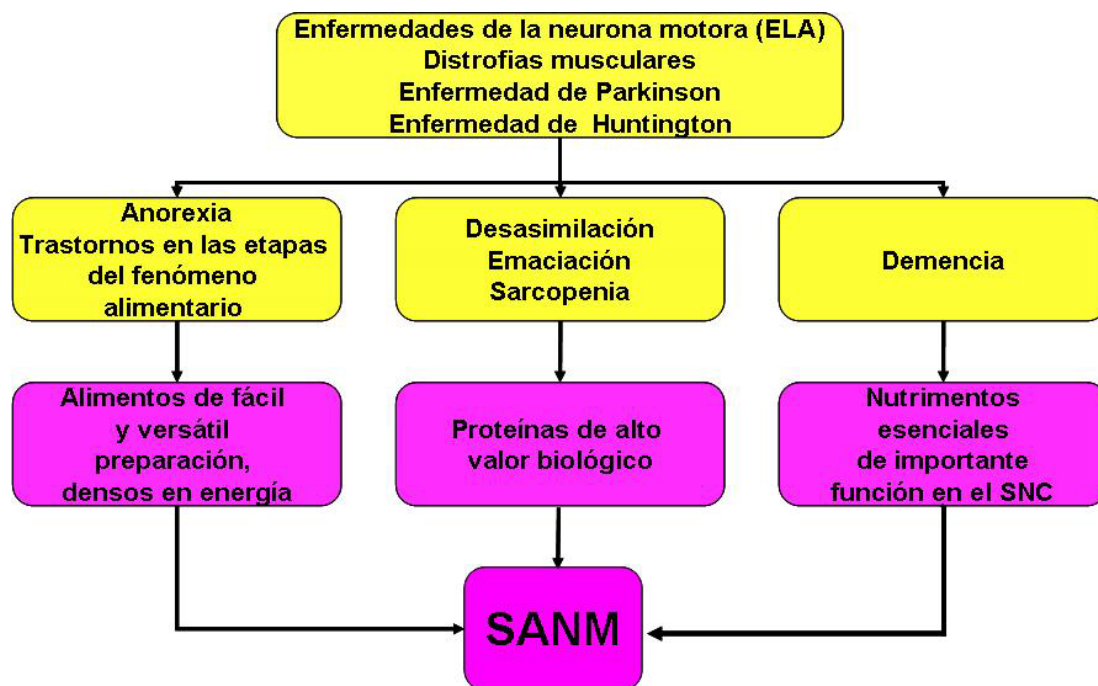 Enfermedades de la neurona motora (ELA)
Distrofias musculares
Enfermedad de Parkinson
Enfermedad de Huntington
Anorexia
Trastornos en las etapas
del fenómeno
alimentario
Desasimilación
Emaciación
Sarcopenia
Demencia
Alimentos de fácil
y versátil
preparación,
densos en energía
Proteínas de alto
valor biológico
Nutrimentos
esenciales
de importante
función en el SNC
SANM